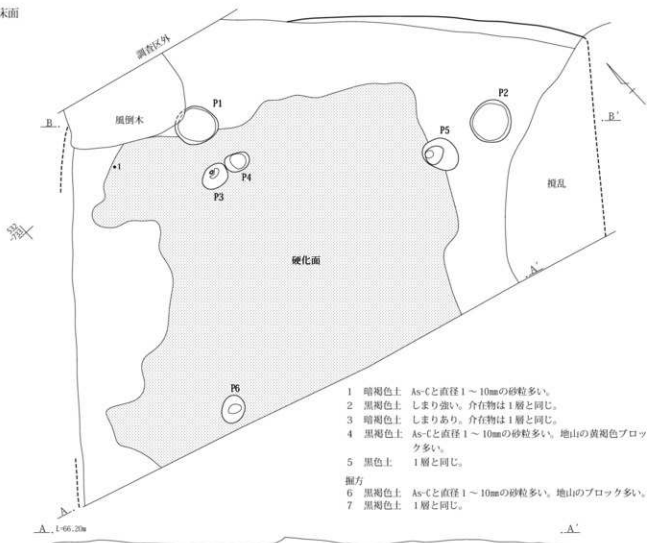 床面
調査区外
風倒木
P1
P2
P5
B
B'
•1
P4
P3
撹乱
硬化面
A'
P6
1 暗褐色土 As-Cと直径1～10mmの砂粒多い。
2 黒褐色土 しまり強い。介在物は1層と同じ。
3 暗褐色土 しまりあり。介在物は1層と同じ。
4 黒褐色土 As-Cと直径1～10mmの砂粒多い。地山の黄褐色ブロッ
ク多い。
5 黒色土 1層と同じ。
掘方
6 黒褐色土 As-Cと直径1～10mmの砂粒多い。地山のブロック多い。
7 黒褐色土 1層と同じ。
A
A L=66.20m
A'